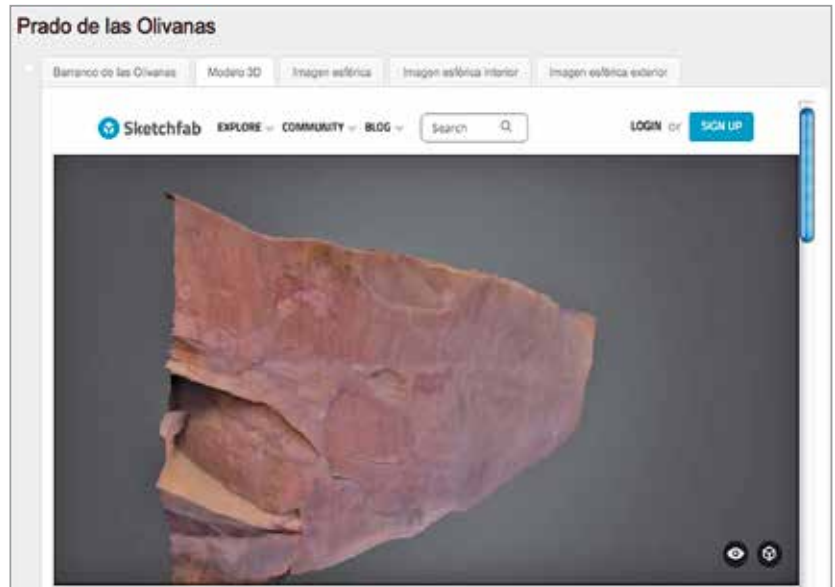 Prado de las Olivanas
Barranco de las Olivanas Modelo 3D Imagen esférica Imagen esférica interior Imagen esférica exterior
Sketchfab EXPLORE COMMUNITY BLOG Search LOGIN or SIGN UP